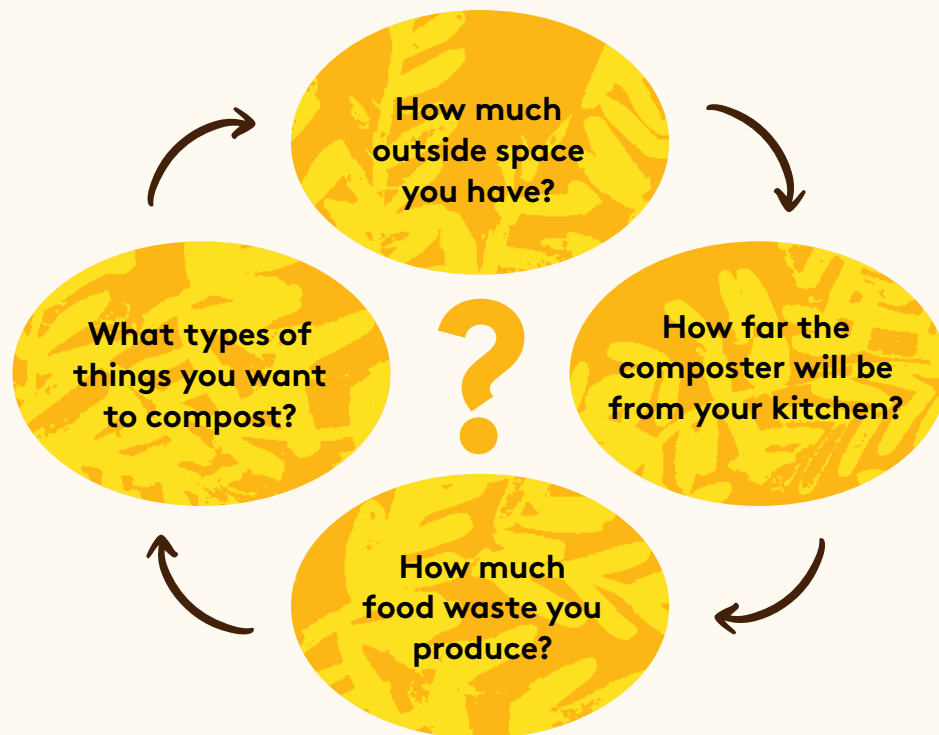 How much
outside space
you have?
How far the
composter will be
from your kitchen?
How much
food waste you
produce?
What types of
things you want
to compost?
?